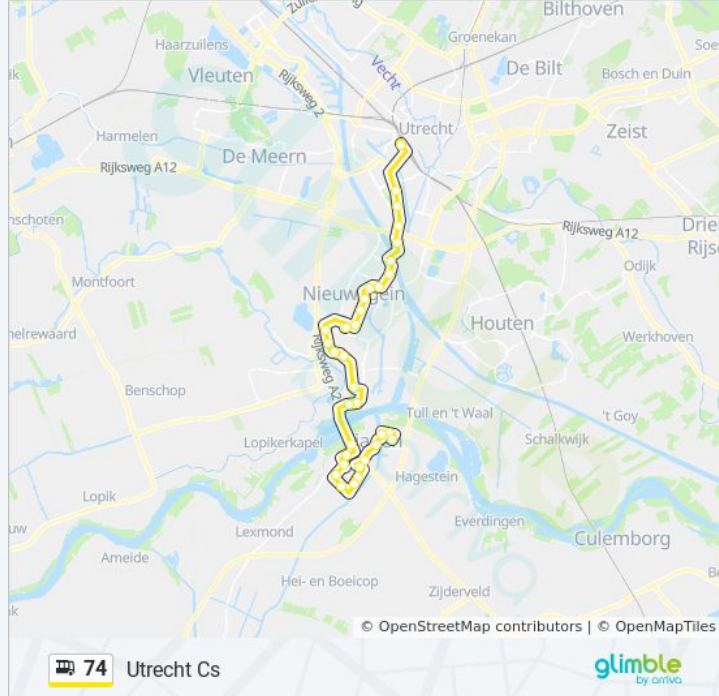 Bilthoven
Haarzuilens
Groenekan
Vleuten
Vecht
De Bilt
Bosch en Duin
Rijksweg 2
Utrecht
Harmelen
De Meern
Zeist
Rijksweg A12
nschoten
Rijksweg A12
Drie
Rijs
Odijk
Montfoort
Nieuwegein
Houten
nelrewaard
Werkhoven
Rijksweg A2
Benschop
Tull en 't Waal
't Goy
Lopikerkapel
Schalkwijk
Hagestein
Lopik
Everdingen
Lexmond
Culemborg
Ameide
Hei- en Boeicop
Zijderveld
© OpenStreetMap contributors | © OpenMapTiles
74 Utrecht Cs
glimble
by arriva